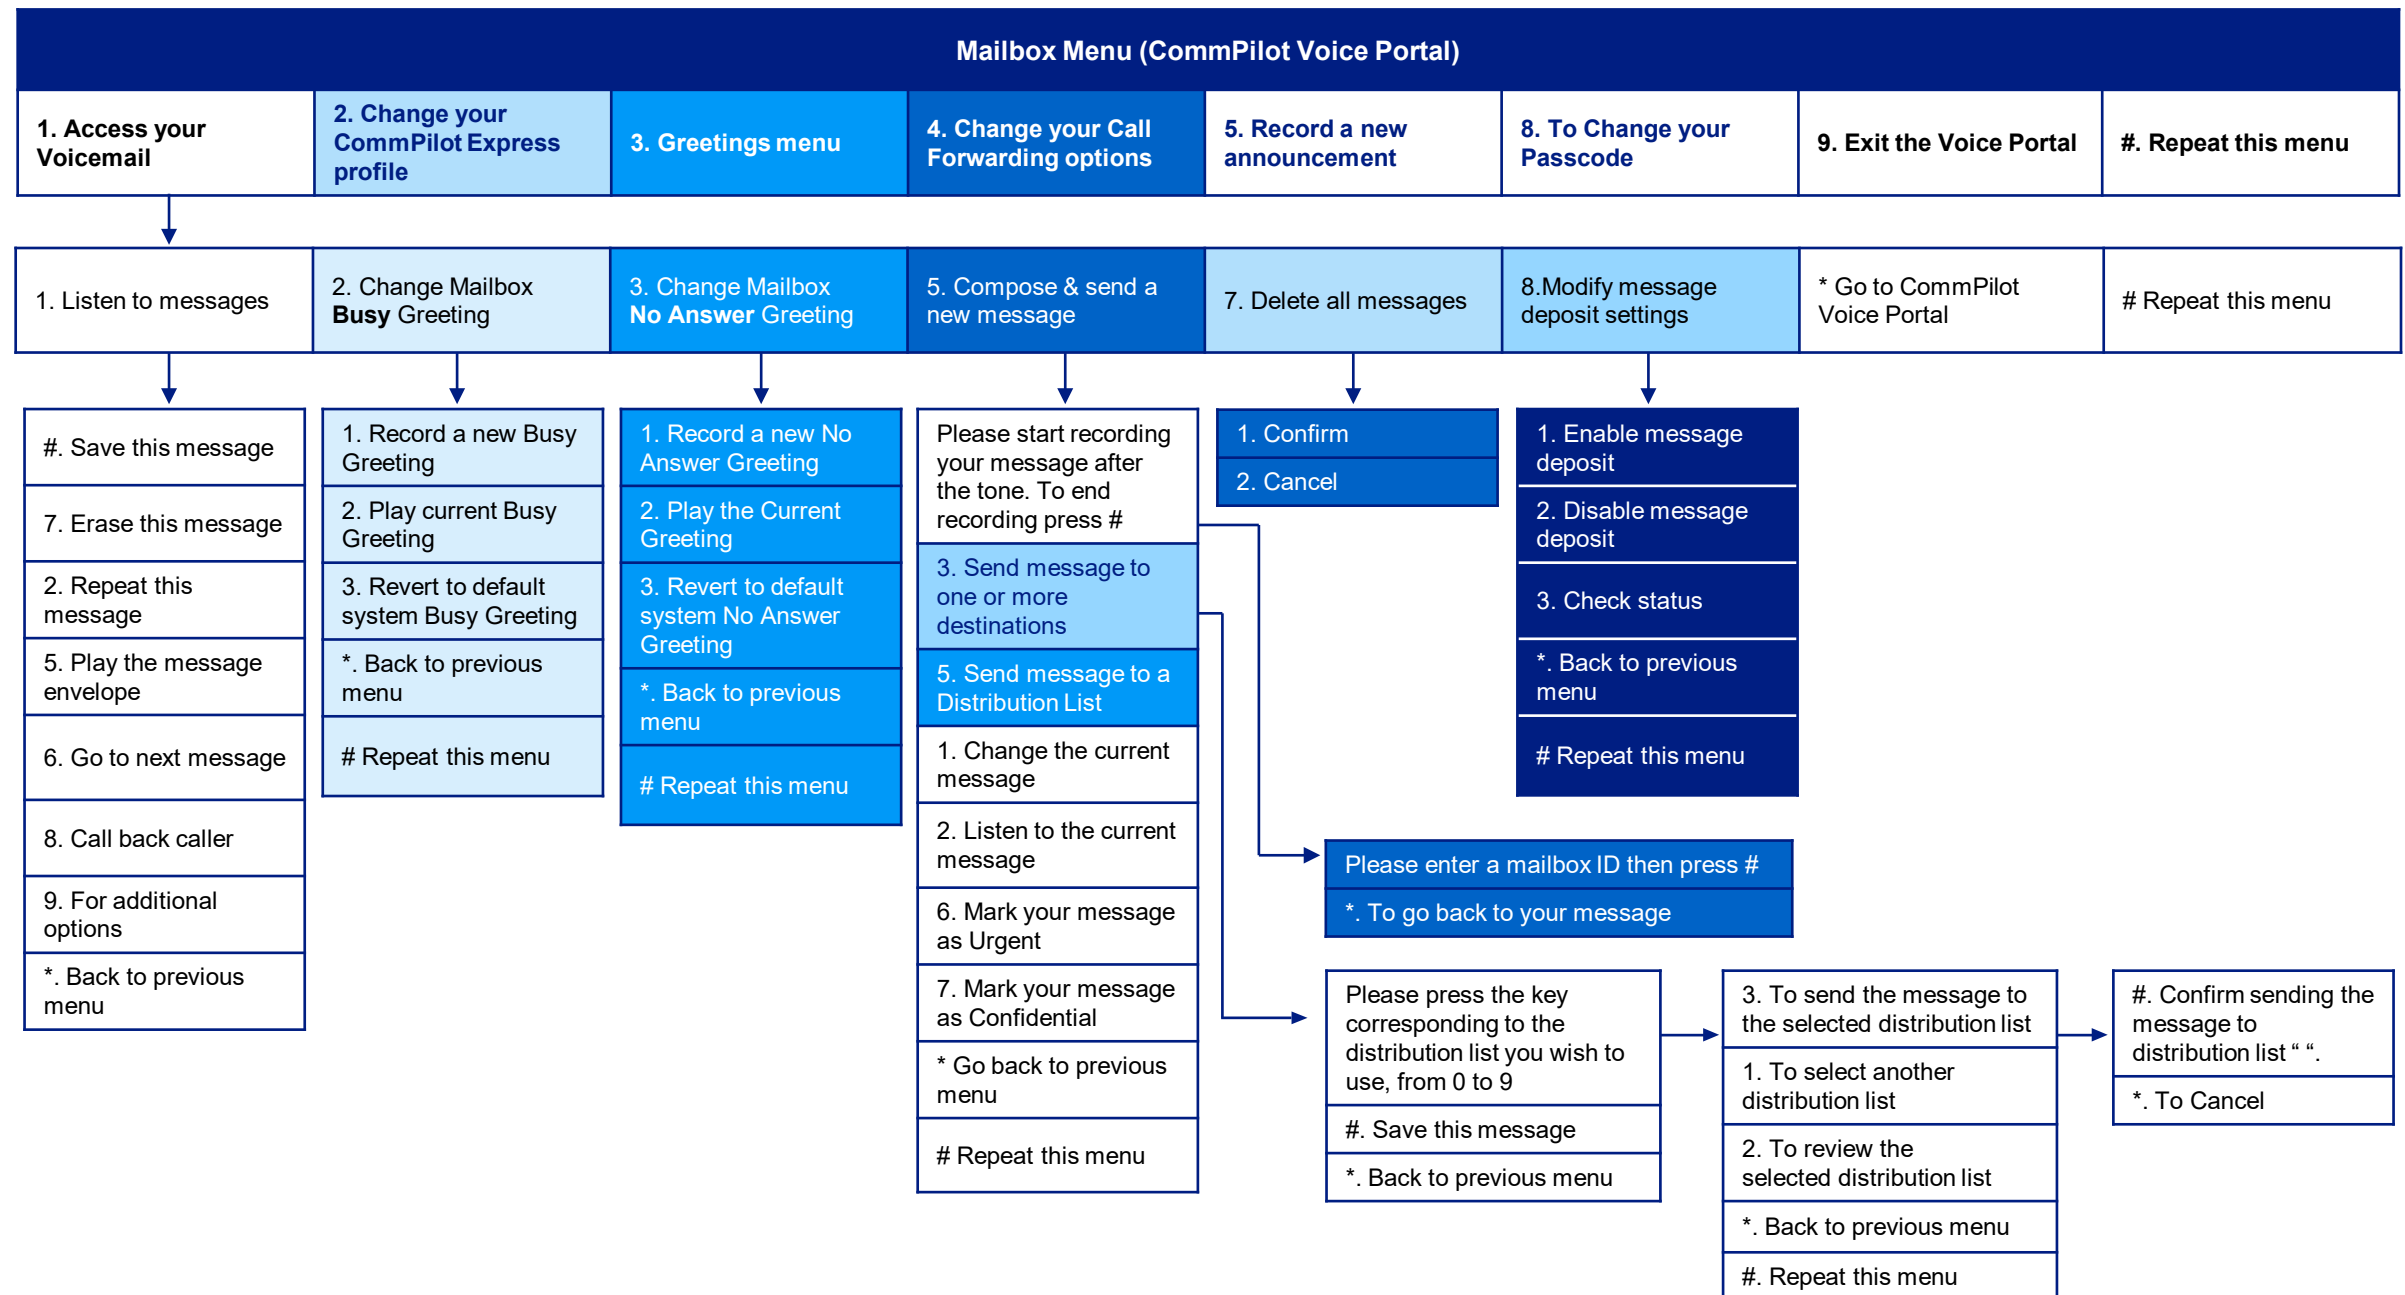 Mailbox Menu (CommPilot Voice Portal)
1. Access your
Voicemail
2. Change your
CommPilot Express
profile
3. Greetings menu
4. Change your Call
Forwarding options
5. Record a new
announcement
8. To Change your
Passcode
9. Exit the Voice Portal
#. Repeat this menu
1. Listen to messages
2. Change Mailbox
Busy Greeting
3. Change Mailbox
No Answer Greeting
5. Compose & send a
new message
7. Delete all messages
8.Modify message
deposit settings
* Go to CommPilot
Voice Portal
# Repeat this menu
#. Save this message
7. Erase this message
2. Repeat this
message
5. Play the message
envelope
6. Go to next message
8. Call back caller
9. For additional
options
*. Back to previous
menu
1. Record a new Busy
Greeting
2. Play current Busy
Greeting
3. Revert to default
system Busy Greeting
*. Back to previous
menu
# Repeat this menu
1. Record a new No
Answer Greeting
2. Play the Current
Greeting
3. Revert to default
system No Answer
Greeting
*. Back to previous
menu
# Repeat this menu
Please start recording
your message after
the tone. To end
recording press #
3. Send message to
one or more
destinations
5. Send message to a
Distribution List
1. Change the current
message
2. Listen to the current
message
6. Mark your message
as Urgent
7. Mark your message
as Confidential
* Go back to previous
menu
# Repeat this menu
1. Confirm
2. Cancel
1. Enable message
deposit
2. Disable message
deposit
3. Check status
*. Back to previous
menu
# Repeat this menu
Please enter a mailbox ID then press #
*. To go back to your message
Please press the key
corresponding to the
distribution list you wish to
use, from 0 to 9
#. Save this message
*. Back to previous menu
3. To send the message to
the selected distribution list
1. To select another
distribution list
2. To review the
selected distribution list
*. Back to previous menu
#. Repeat this menu
#. Confirm sending the
message to
distribution list “ “.
*. To Cancel